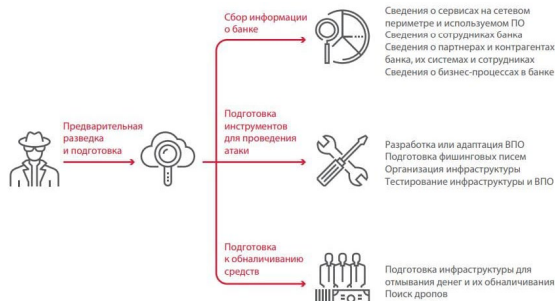 Сбор информации
о банке
Сведения о сервисах на сетевом
периметре и используемом ПО
Сведения о сотрудниках банка
Сведения о партнерах и контрагентах
банка, их системах и сотрудниках
Сведения о бизнес-процессах в банке
Предварительная
разведка
и подготовка
Подготовка
инструментов
для проведения
атаки
Разработка или адаптация ВПО
Подготовка фишинговых писем
Организация инфраструктуры
Тестирование инфраструктуры и ВПО
Подготовка
к обналичиванию
средств
Подготовка инфраструктуры для
отмывания денег и их обналичивания
Поиск дропов